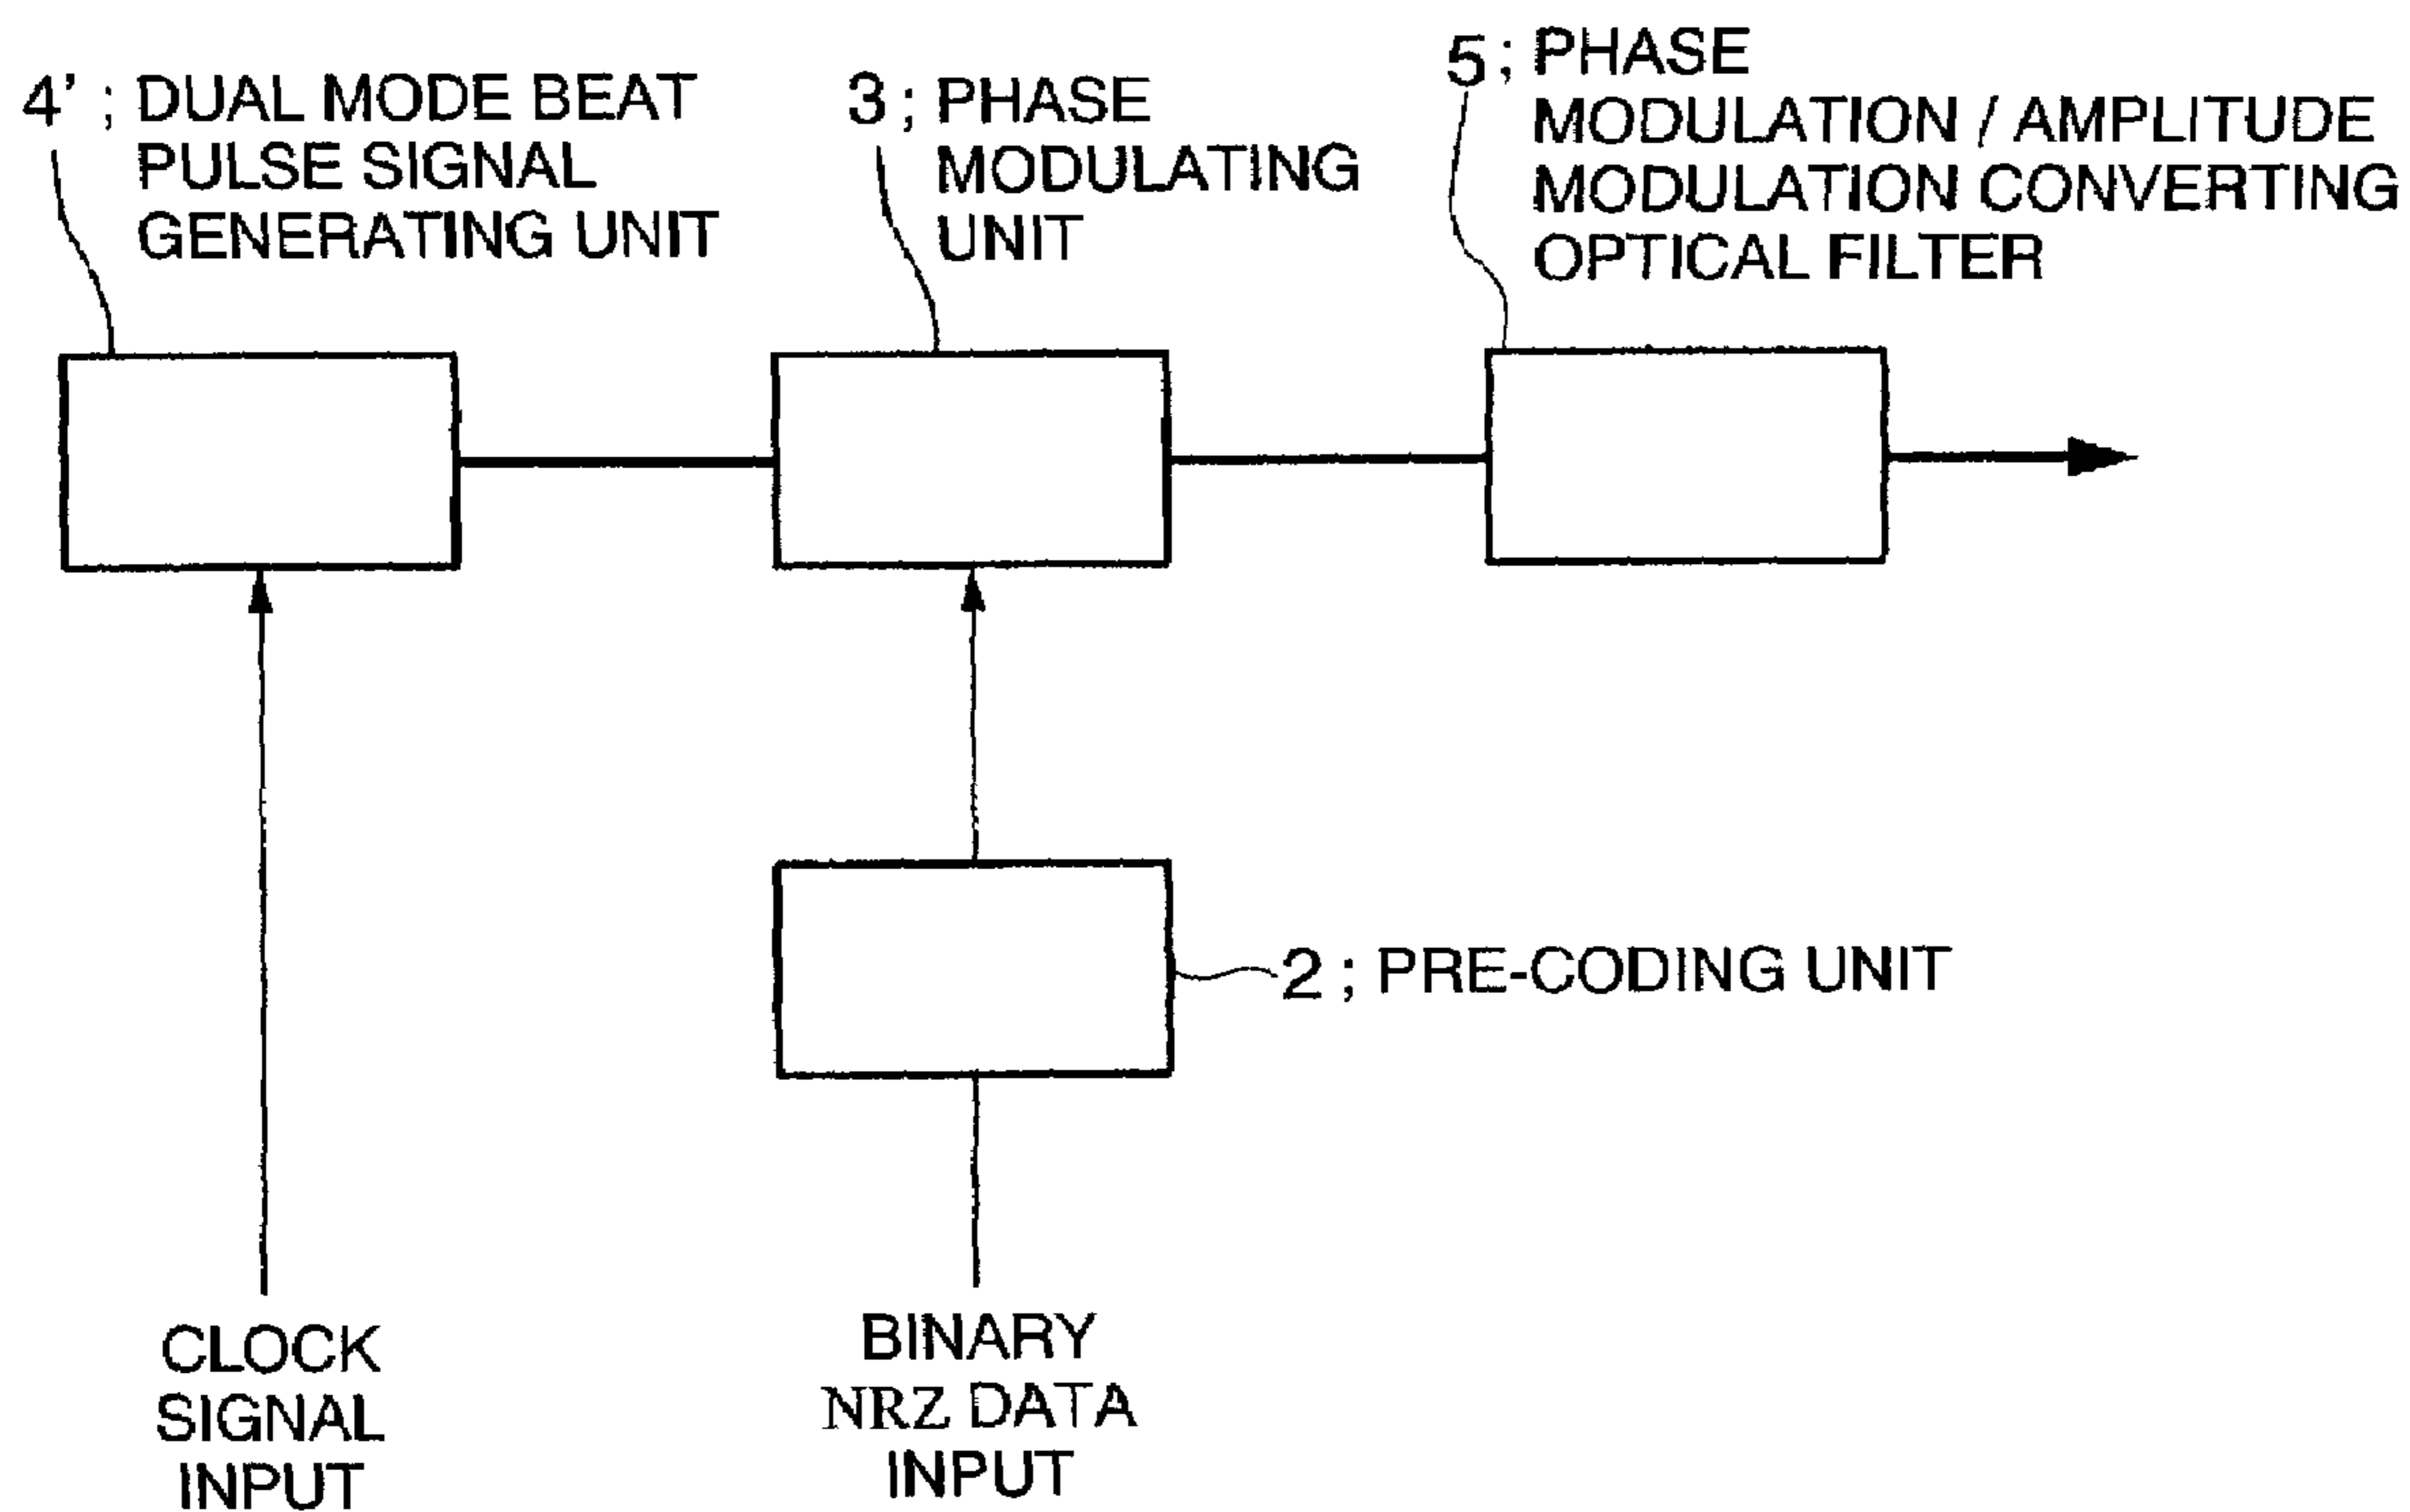 4' ; DUAL MODE BEAT
PULSE SIGNAL
GENERATING UNIT
3 ; PHASE
MODULATING
UNIT
5 ; PHASE
MODULATION / AMPLITUDE
MODULATION CONVERTING
OPTICAL FILTER
2 ; PRE-CODING UNIT
CLOCK
SIGNAL
INPUT
BINARY
NRZ DATA
INPUT